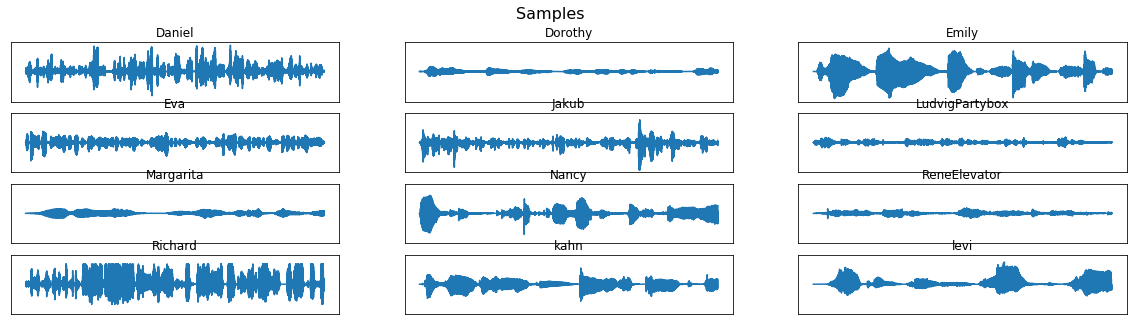 Samples
Daniel
Dorothy
Emily
Eva
Jakub
LudvigPartybox
Margarita
Nancy
ReneElevator
Richard
kahn
levi